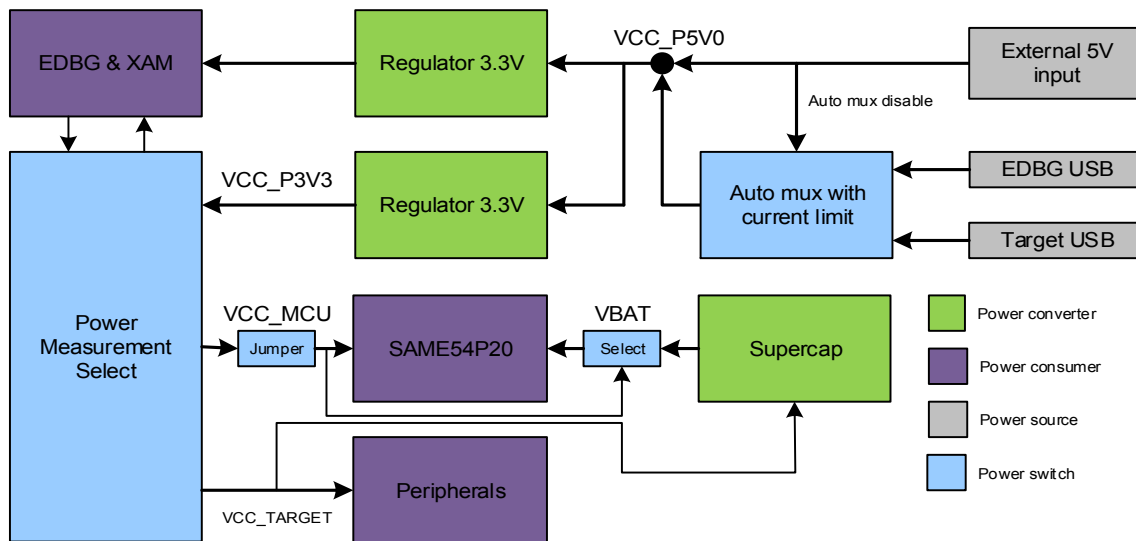 EDBG & XAM
Regulator 3.3V
VCC_P5V0
External 5V
input
Auto mux disable
VCC_P3V3
Regulator 3.3V
Auto mux with
current limit
EDBG USB
Target USB
Power
Measurement
Select
VCC_MCU
Jumper
SAME54P20
VBAT
Select
Supercap
VCC_TARGET
Peripherals
Power converter
Power consumer
Power source
Power switch